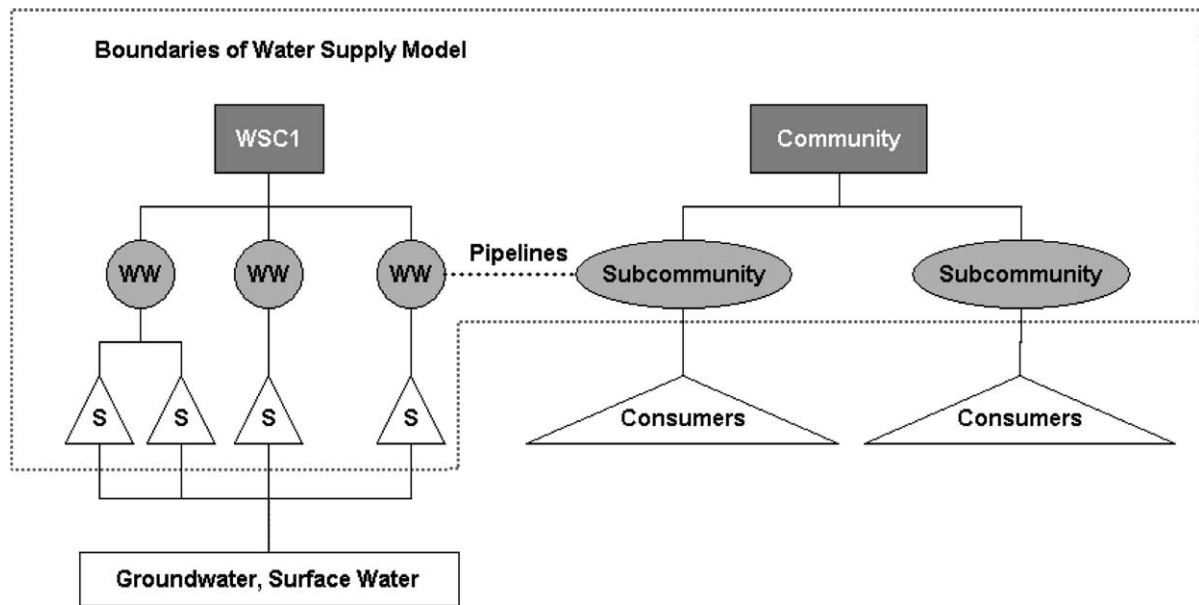 Boundaries of Water Supply Model
WSC1
Community
WW
WW
WW
Pipelines
Subcommunity
Subcommunity
S
S
S
S
Consumers
Consumers
Groundwater, Surface Water